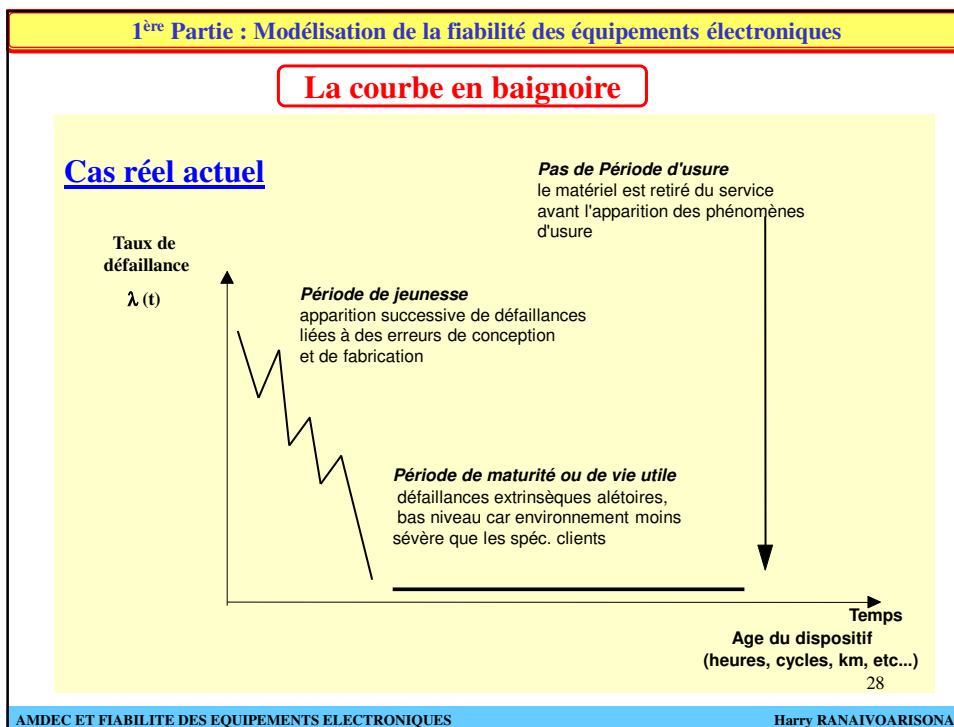 1ère Partie : Modélisation de la fiabilité des équipements électroniques
La courbe en baignoire
Cas réel actuel
Pas de Période d'usure
le matériel est retiré du service
avant l'apparition des phénomènes
d'usure
Taux de
défaillance
λ (t)
Période de jeunesse
apparition successive de défaillances
liées à des erreurs de conception
et de fabrication
Période de maturité ou de vie utile
défaillances extrinsèques alétoires,
bas niveau car environnement moins
sévère que les spéc. clients
Temps
Age du dispositif
(heures, cycles, km, etc...)
28
AMDEC ET FIABILITE DES EQUIPEMENTS ELECTRONIQUES
Harry RANAIVOARISONA